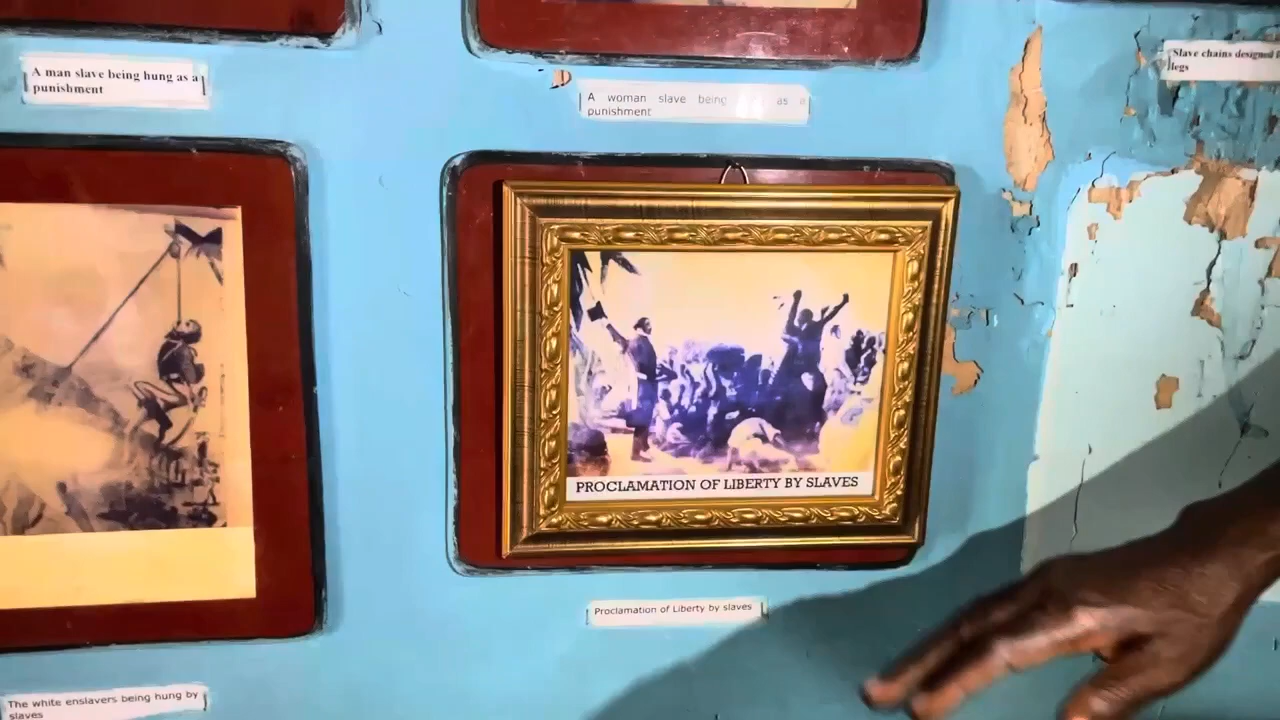 A man slave being hung as a
punishment
A woman slave being as a
punishment
Slave chains designed
legs
PROCLAMATION OF LIBERTY BY SLAVES
Proclamation of Liberty by slaves
The white enslavers being hung by
slaves